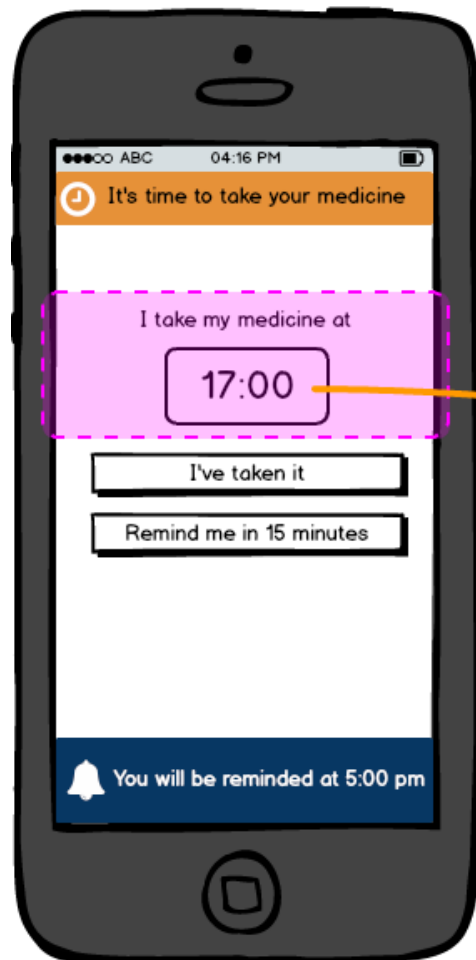 ABC 04:16 PM
It's time to take your medicine
I take my medicine at
17:00
I've taken it
Remind me in 15 minutes
You will be reminded at 5:00 pm